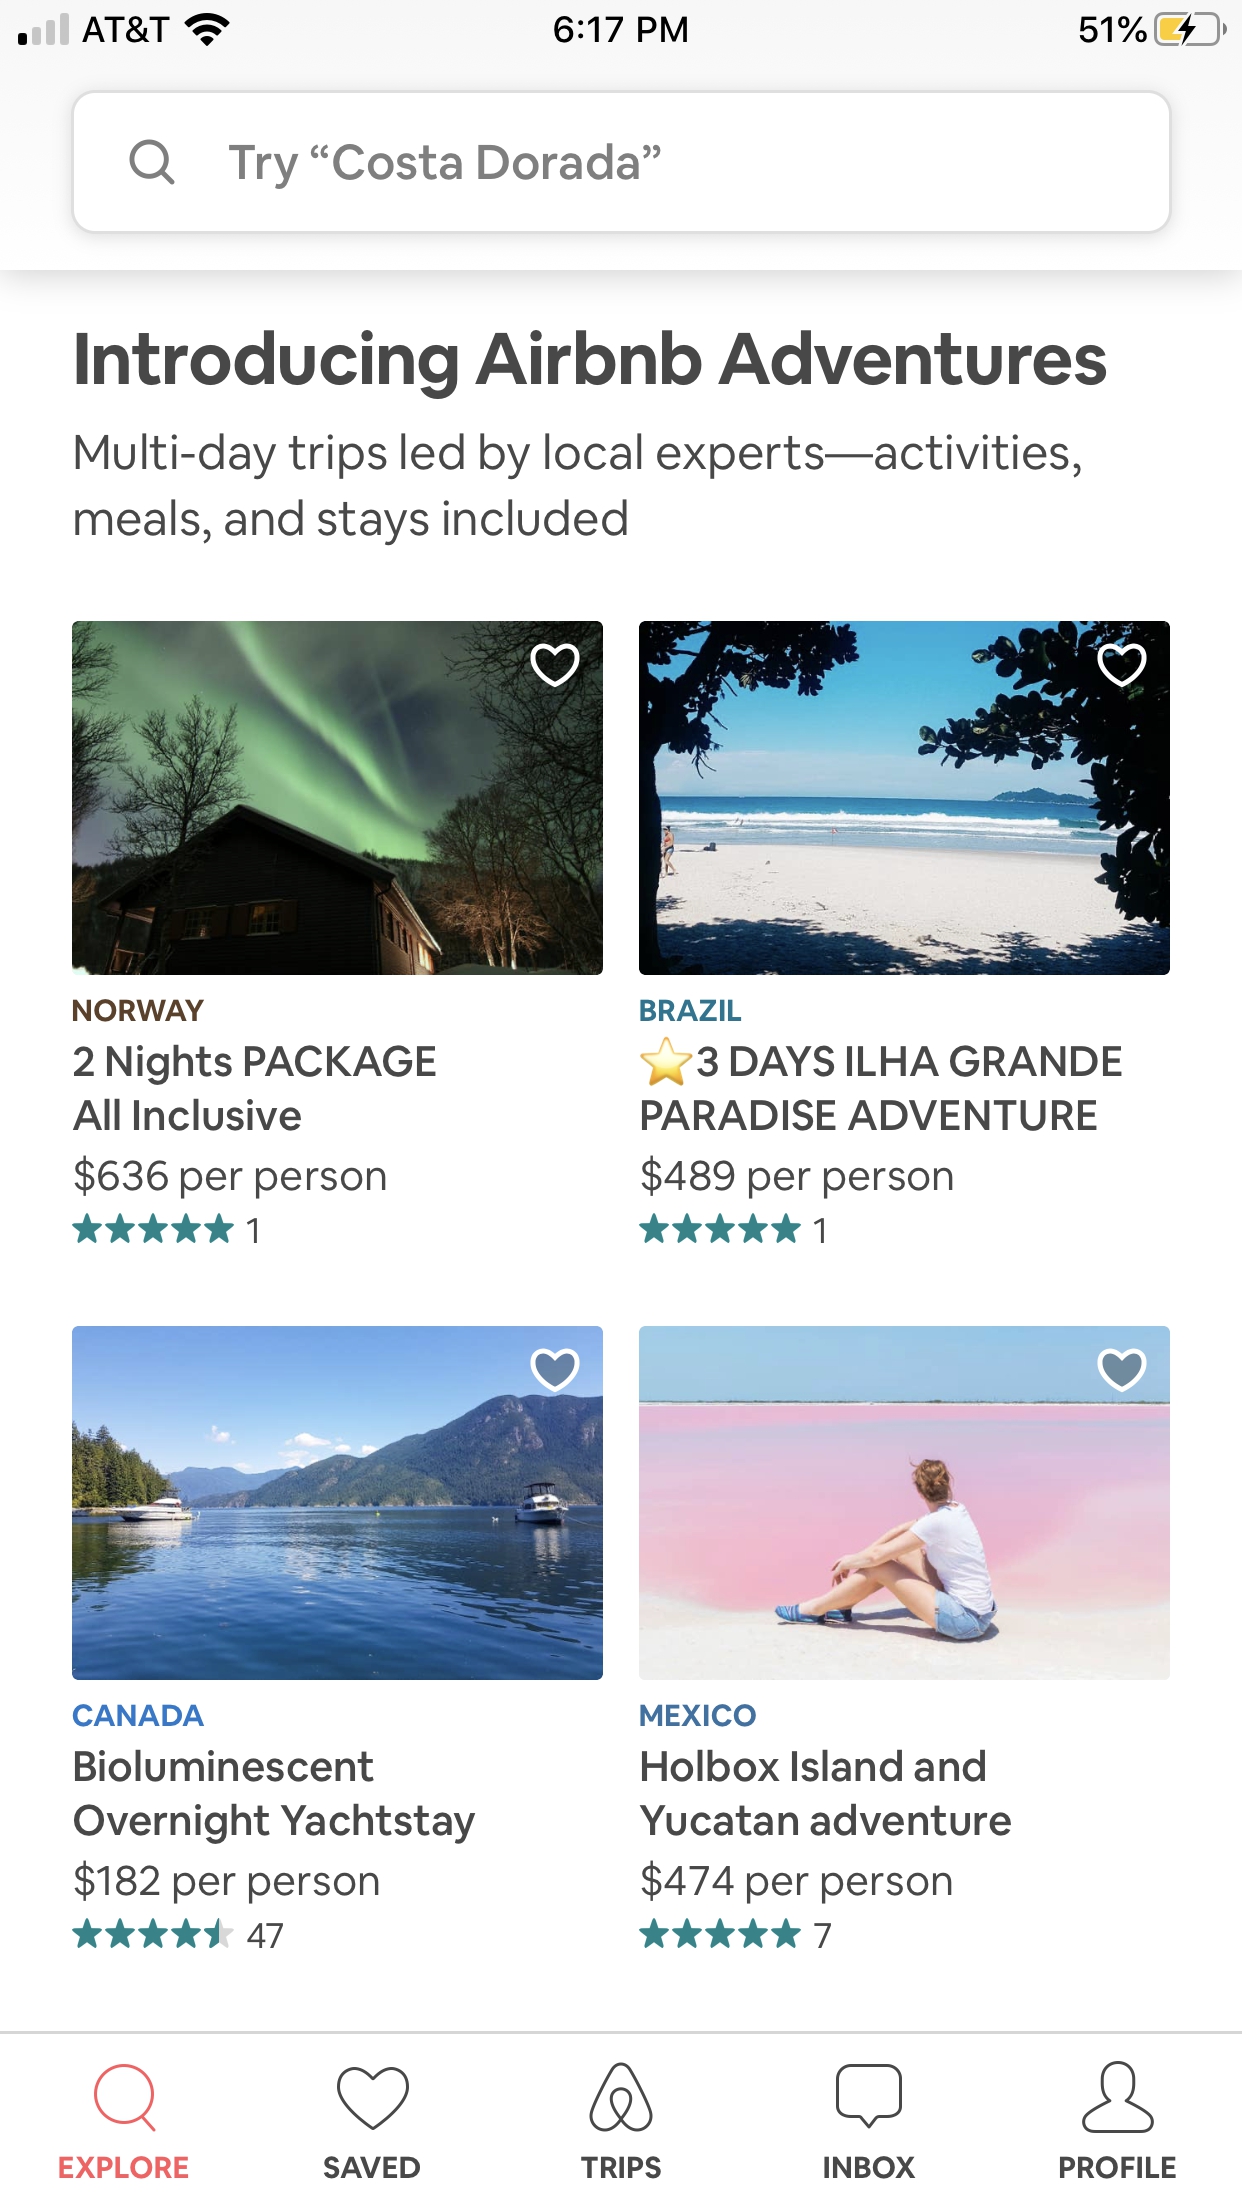 AT&T 6:17 PM 51%
Try “Costa Dorada”
Introducing Airbnb Adventures
Multi-day trips led by local experts—activities,
meals, and stays included
NORWAY
2 Nights PACKAGE
All Inclusive
$636 per person
1
BRAZIL
⭐3 DAYS ILHA GRANDE
PARADISE ADVENTURE
$489 per person
1
CANADA
Bioluminescent
Overnight Yachtstay
$182 per person
47
MEXICO
Holbox Island and
Yucatan adventure
$474 per person
7
EXPLORE SAVED TRIPS INBOX PROFILE